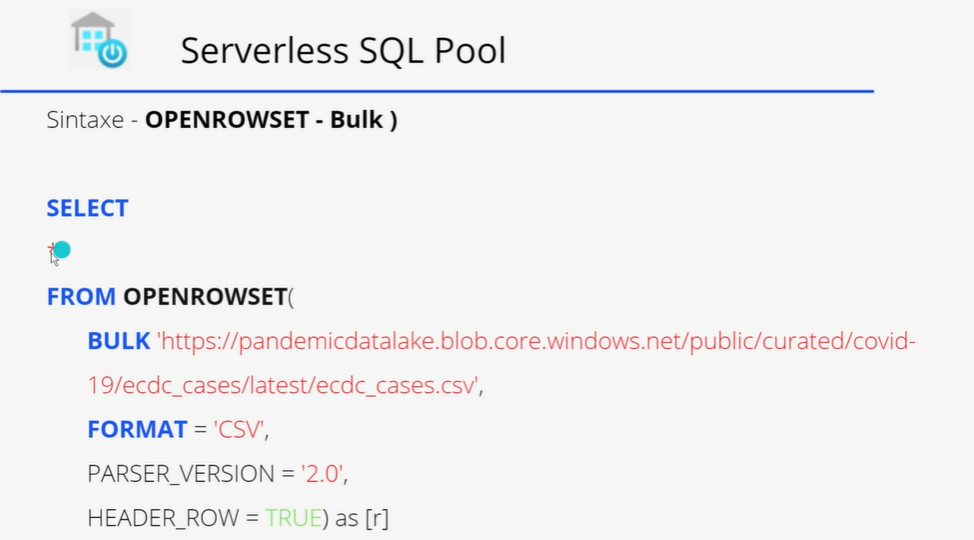 Serverless SQL Pool
Sintaxe - OPENROWSET - Bulk )
SELECT
*
FROM OPENROWSET(
BULK 'https://pandemicdatalake.blob.core.windows.net/public/curated/covid-
19/ecdc_cases/latest/ecdc_cases.csv',
FORMAT = 'CSV',
PARSER_VERSION = '2.0',
HEADER_ROW = TRUE) as [r]